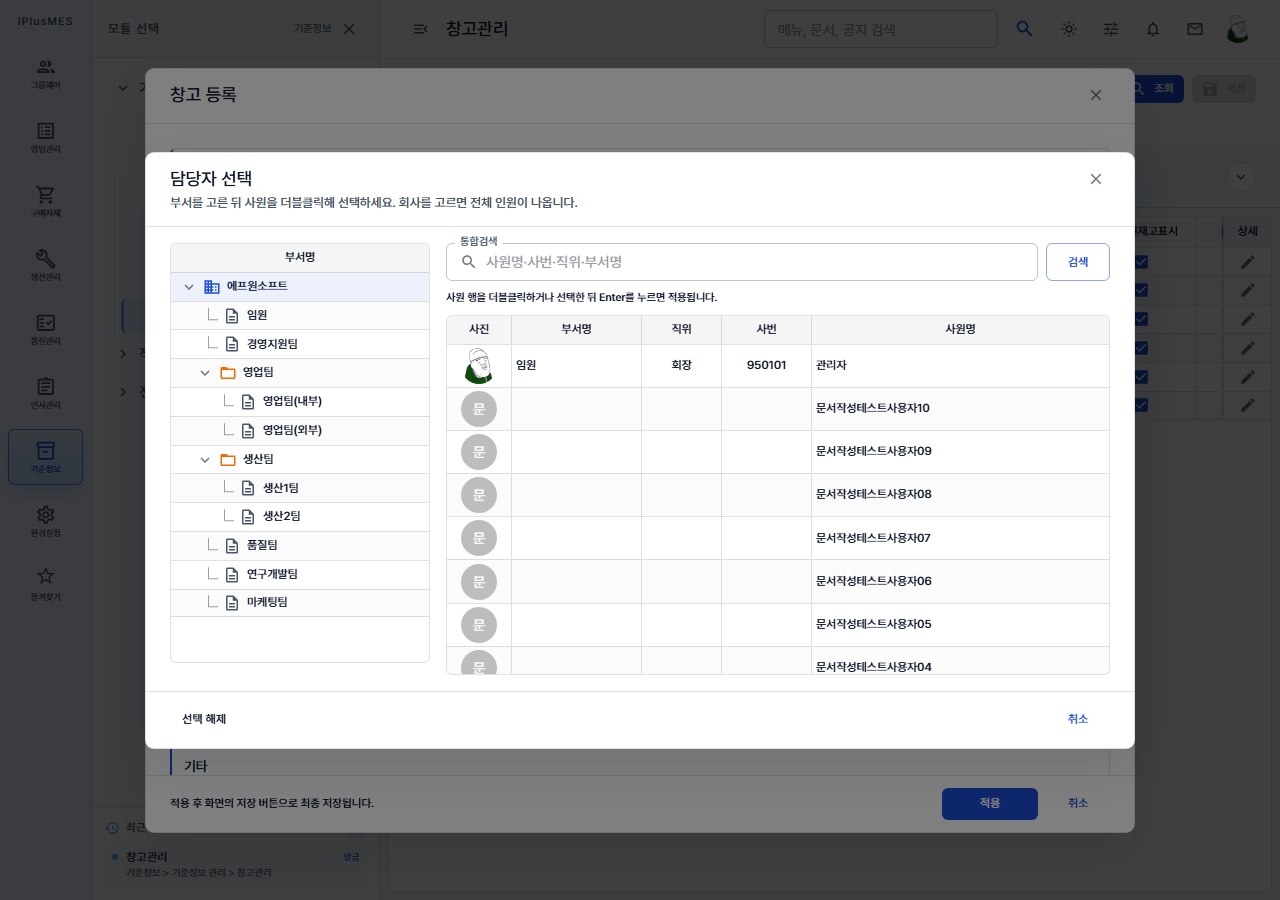 iPlusMES
모듈 선택
기준정보
창고관리
메뉴, 문서, 공지 검색
그룹웨어
영업관리
구매자재
생산관리
품질관리
인사관리
기준정보
환경설정
즐겨찾기
조회
저장
창고 등록
담당자 선택
부서를 고른 뒤 사원을 더블클릭해 선택하세요. 회사를 고르면 전체 인원이 나옵니다.
부서명
에프원소프트
임원
경영지원팀
영업팀
영업팀(내부)
영업팀(외부)
생산팀
생산1팀
생산2팀
품질팀
연구개발팀
마케팅팀
통합검색
사원명·사번·직위·부서명
검색
사원 행을 더블클릭하거나 선택한 뒤 Enter를 누르면 적용됩니다.
사진 부서명 직위 사번 사원명
임원 회장 950101 관리자
문 문서작성테스트사용자10
문 문서작성테스트사용자09
문 문서작성테스트사용자08
문 문서작성테스트사용자07
문 문서작성테스트사용자06
문 문서작성테스트사용자05
문 문서작성테스트사용자04
선택 해제
취소
재고표시
상세
기타
적용 후 화면의 저장 버튼으로 최종 저장됩니다.
적용
취소
최근
창고관리
방금
기준정보 > 기준정보 관리 > 창고관리